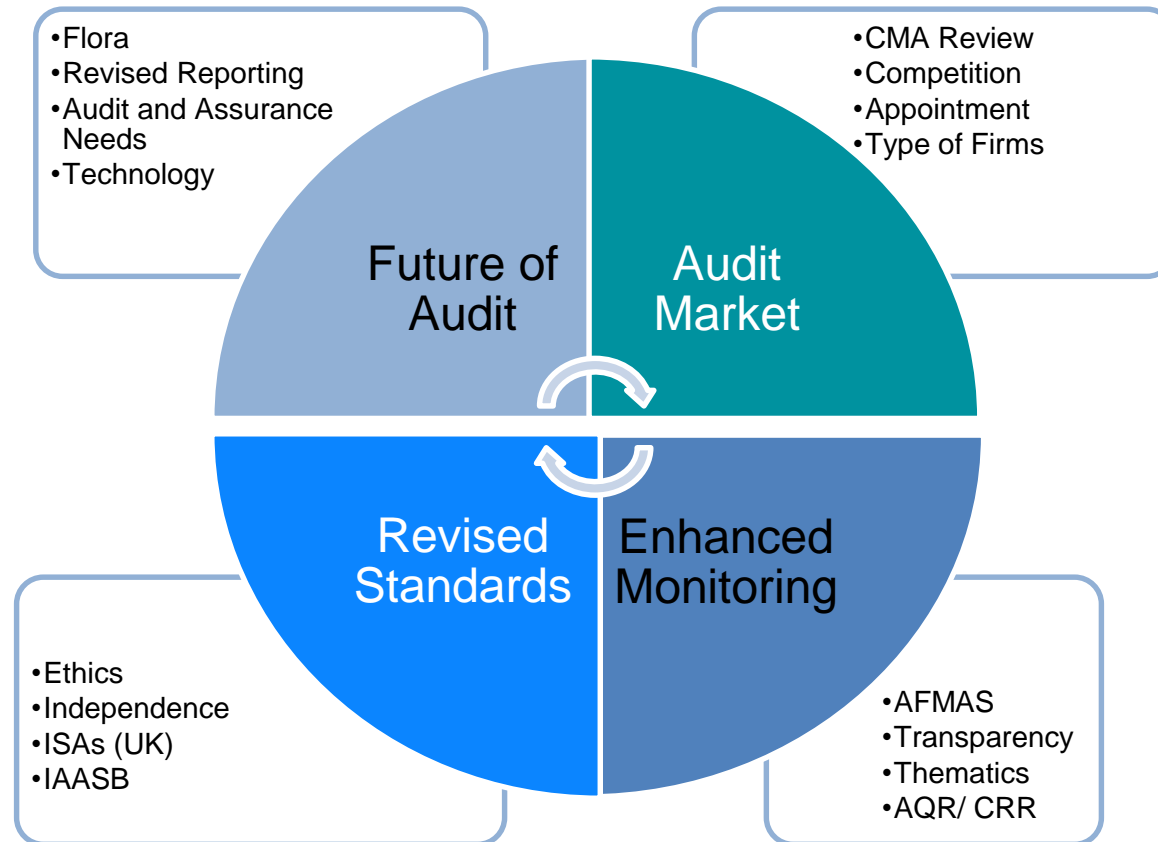 •Flora
•Revised Reporting
•Audit and Assurance
Needs
•Technology
•CMA Review
•Competition
•Appointment
•Type of Firms
Future of
Audit
Audit
Market
Revised
Standards
Enhanced
Monitoring
•Ethics
•Independence
•ISAs (UK)
•IAASB
•AFMAS
•Transparency
•Thematics
•AQR/ CRR